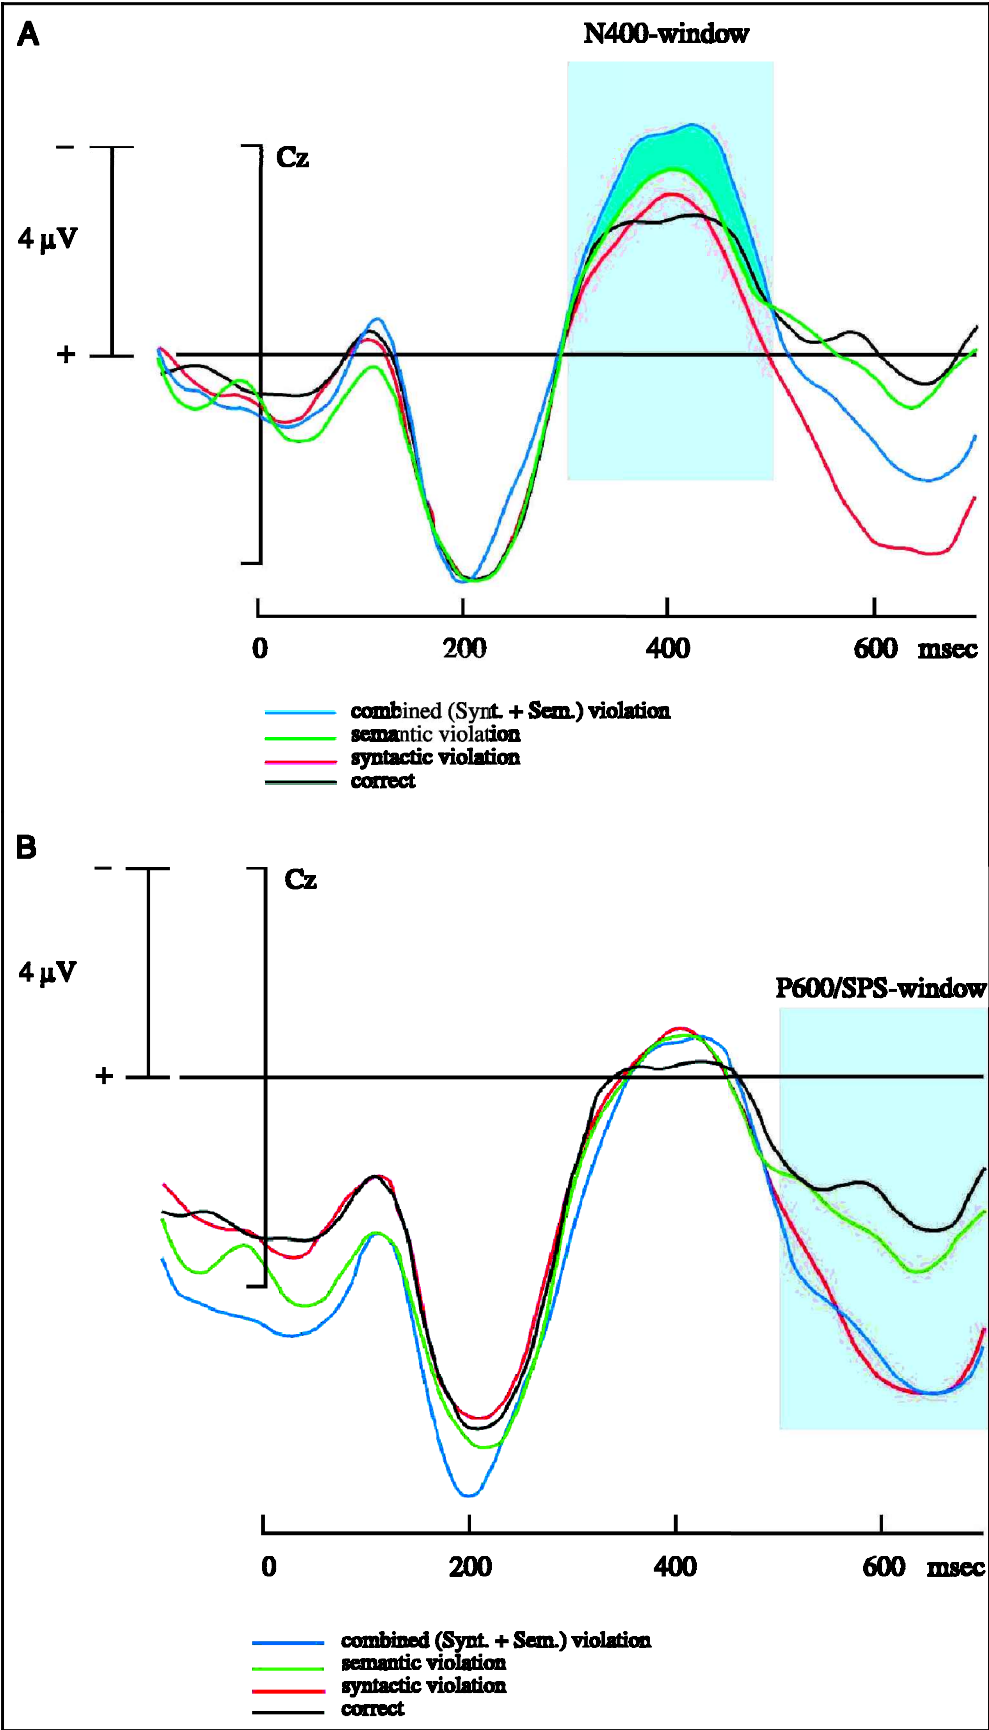 A
N400-window
−
Cz
4 µV
+
0 200 400 600 msec
combined (Synt. + Sem.) violation
semantic violation
syntactic violation
correct
B
−
Cz
4 µV
P600/SPS-window
+
0 200 400 600 msec
combined (Synt. + Sem.) violation
semantic violation
syntactic violation
correct